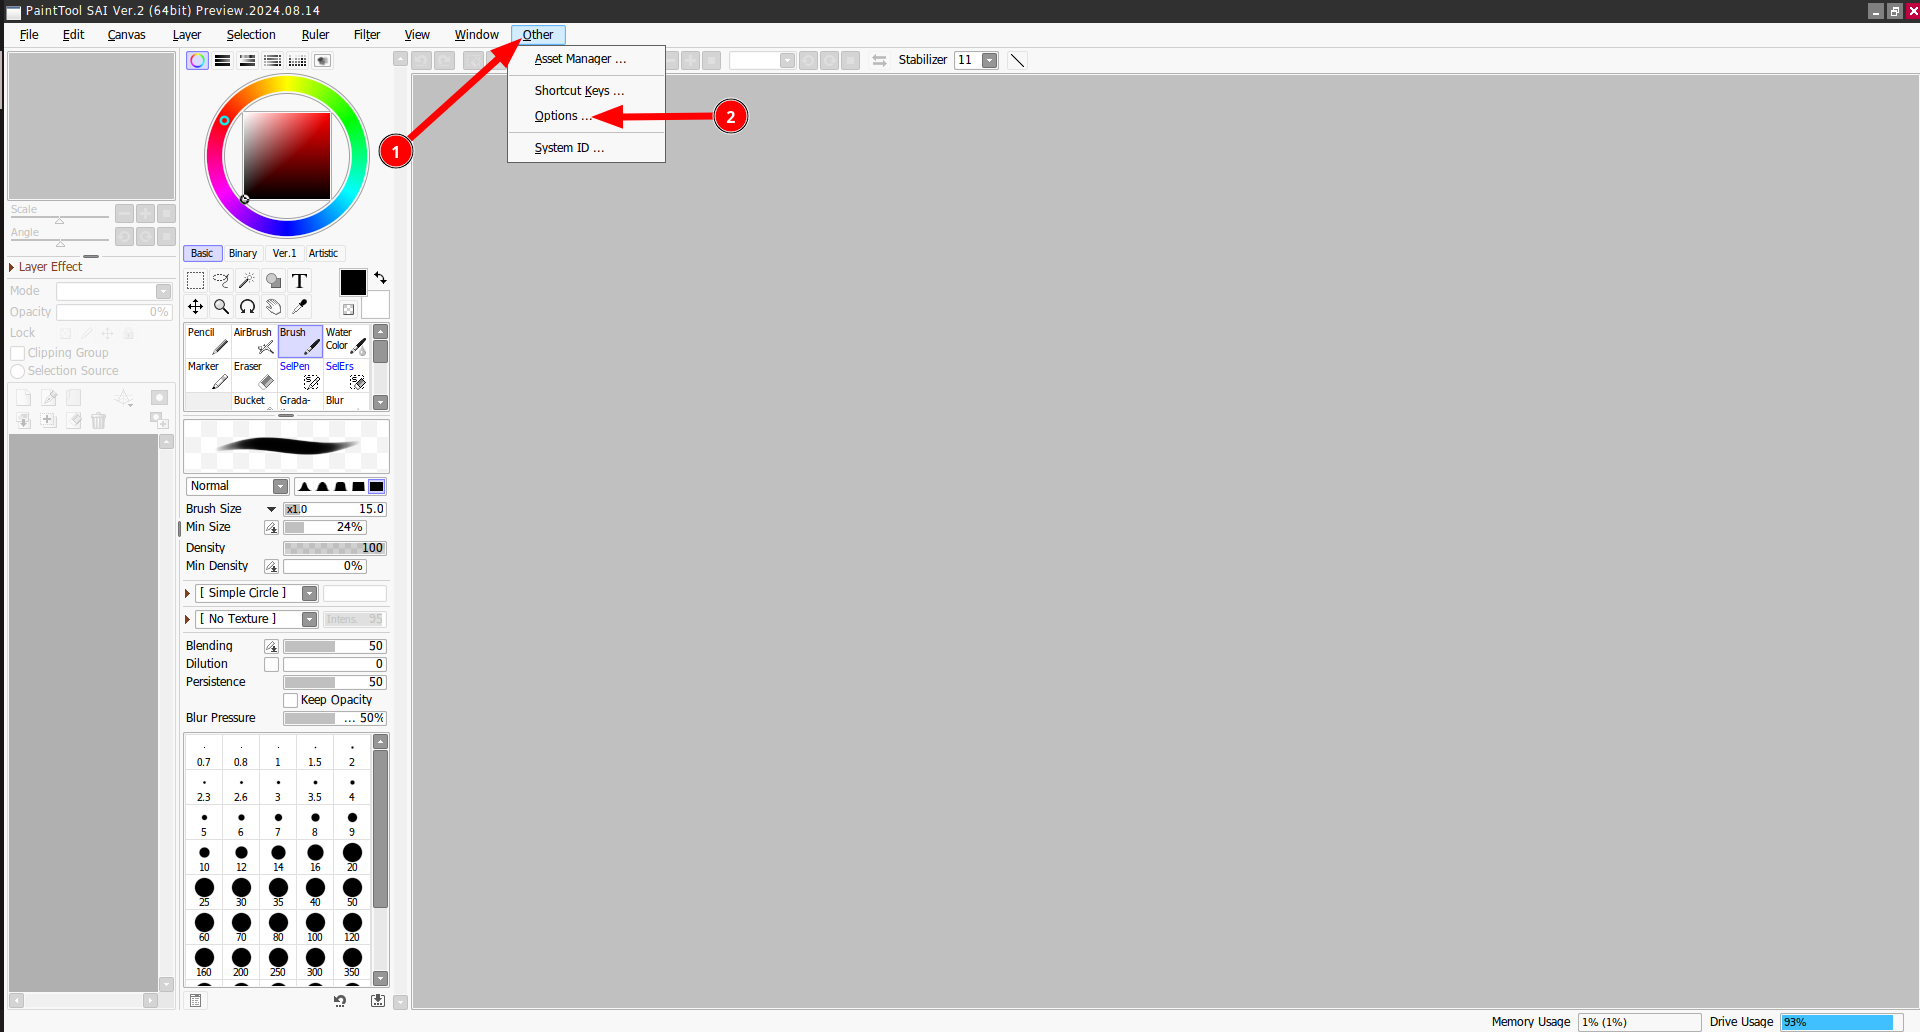 PaintTool SAI Ver.2 (64bit) Preview.2024.08.14
File Edit Canvas Layer Selection Ruler Filter View Window Other
Asset Manager ...
Shortcut Keys ...
Options ...
System ID ...
1
2
Stabilizer 11
Scale
Angle
Layer Effect
Mode
Opacity 0%
Lock
Clipping Group
Selection Source
Basic Binary Ver.1 Artistic
T
Pencil AirBrush Brush Water Color
Marker Eraser SelPen SelErs
Bucket Grada- Blur
Normal
Brush Size x1.0 15.0
Min Size 24%
Density 100
Min Density 0%
[ Simple Circle ]
[ No Texture ] Intens. 95
Blending 50
Dilution 0
Persistence 50
Keep Opacity
Blur Pressure ... 50%
0.7 0.8 1 1.5 2
2.3 2.6 3 3.5 4
5 6 7 8 9
10 12 14 16 20
25 30 35 40 50
60 70 80 100 120
160 200 250 300 350
Memory Usage 1% (1%) Drive Usage 93%